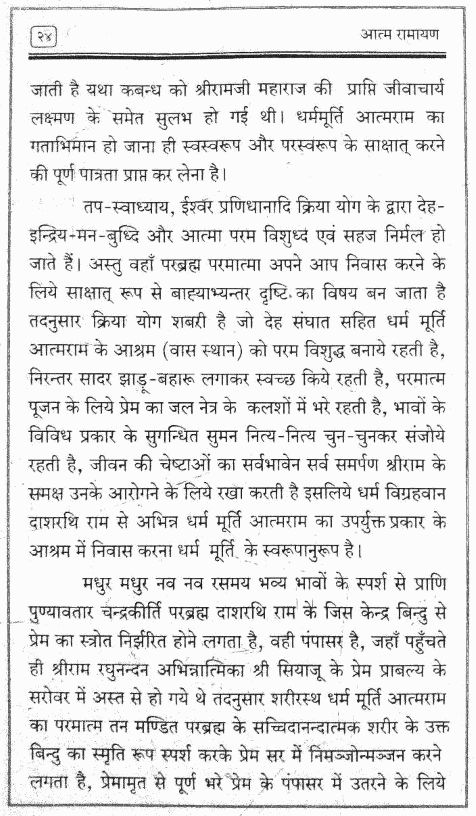 २४
आत्म रामायण
जाती है यथा कबन्ध को श्रीरामजी महाराज की प्राप्ति जीवाचार्य
लक्ष्मण के समेत सुलभ हो गई थी। धर्ममूर्ति आत्मराम का
गताभिमान हो जाना ही स्वस्वरूप और परस्वरूप के साक्षात् करने
की पूर्ण पात्रता प्राप्त कर लेना है।
तप-स्वाध्याय, ईश्वर प्रणिधानादि क्रिया योग के द्वारा देह-
इन्द्रिय-मन-बुध्दि और आत्मा परम विशुध्द एवं सहज निर्मल हो
जाते हैं। अस्तु वहाँ परब्रह्म परमात्मा अपने आप निवास करने के
लिये साक्षात् रूप से बाह्याभ्यन्तर दृष्टि का विषय बन जाता है
तदनुसार क्रिया योग शबरी है जो देह संघात सहित धर्म मूर्ति
आत्मराम के आश्रम (वास स्थान) को परम विशुद्ध बनाये रहती है,
निरन्तर सादर झाड़ू-बहारू लगाकर स्वच्छ किये रहती है, परमात्म
पूजन के लिये प्रेम का जल नेत्र के कलशों में भरे रहती है, भावों के
विविध प्रकार के सुगन्धित सुमन नित्य-नित्य चुन-चुनकर संजोये
रहती है, जीवन की चेष्टाओं का सर्वभावेन सर्व समर्पण श्रीराम के
समक्ष उनके आरोगने के लिये रखा करती है इसलिये धर्म विग्रहवान
दाशरथि राम से अभिन्न धर्म मूर्ति आत्मराम का उपर्युक्त प्रकार के
आश्रम में निवास करना धर्म मूर्ति के स्वरूपानुरूप है।
मधुर मधुर नव नव रसमय भव्य भावों के स्पर्श से प्राणि
पुण्यावतार चन्द्रकीर्ति परब्रह्म दाशरथि राम के जिस केन्द्र बिन्दु से
प्रेम का स्त्रोत निर्झरित होने लगता है, वही पंपासर है, जहाँ पहुँचते
ही श्रीराम रघुनन्दन अभिन्नात्मिका श्री सियाजू के प्रेम प्राबल्य के
सरोवर में अस्त से हो गये थे तदनुसार शरीरस्थ धर्म मूर्ति आत्मराम
का परमात्म तन मण्डित परब्रह्म के सच्चिदानन्दात्मक शरीर के उक्त
बिन्दु का स्मृति रूप स्पर्श करके प्रेम सर में निमञ्जोन्मञ्जन करने
लगता है, प्रेमामृत से पूर्ण भरे प्रेम के पंपासर में उतरने के लिये